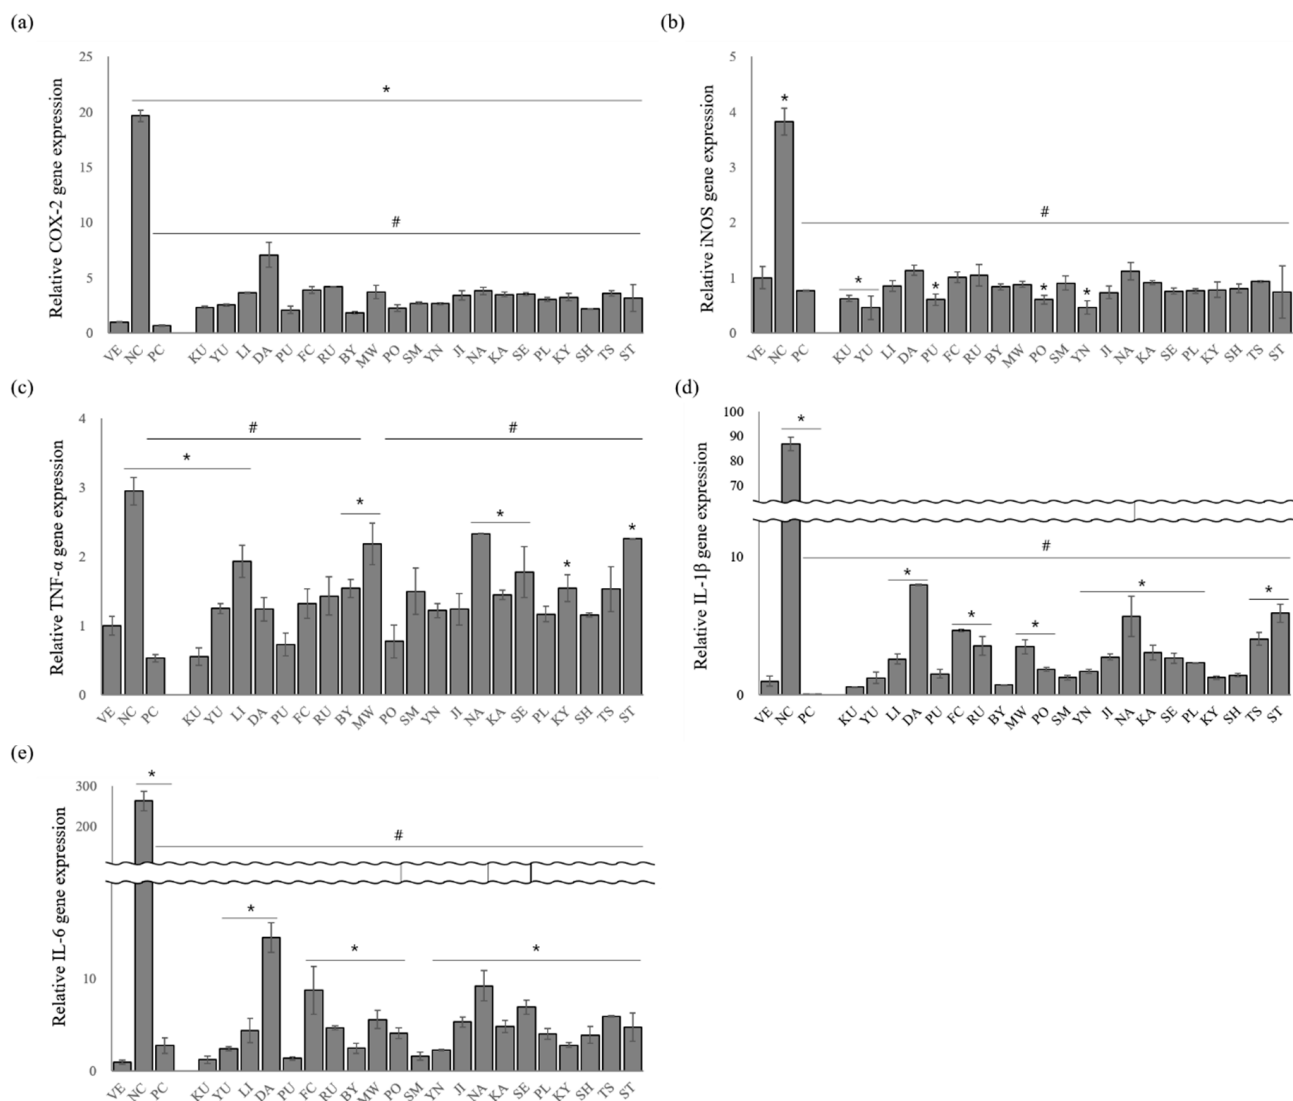 (a)
Relative COX-2 gene expression
25
20
15
10
5
0
*
#
VE NC PC KU YU LI DA PU FC RU BY MW PO SM YN JI NA KA SE PL KY SH TS ST
(b)
Relative iNOS gene expression
5
4
3
2
1
0
*
#
* * * *
VE NC PC KU YU LI DA PU FC RU BY MW PO SM YN JI NA KA SE PL KY SH TS ST
(c)
Relative TNF-α gene expression
4
3
2
1
0
# #
*
* * * *
VE NC PC KU YU LI DA PU FC RU BY MW PO SM YN JI NA KA SE PL KY SH TS ST
(d)
Relative IL-1β gene expression
100
90
80
70
10
0
*
#
* * * * *
VE NC PC KU YU LI DA PU FC RU BY MW PO SM YN JI NA KA SE PL KY SH TS ST
(e)
Relative IL-6 gene expression
300
200
10
0
*
#
* * *
VE NC PC KU YU LI DA PU FC RU BY MW PO SM YN JI NA KA SE PL KY SH TS ST